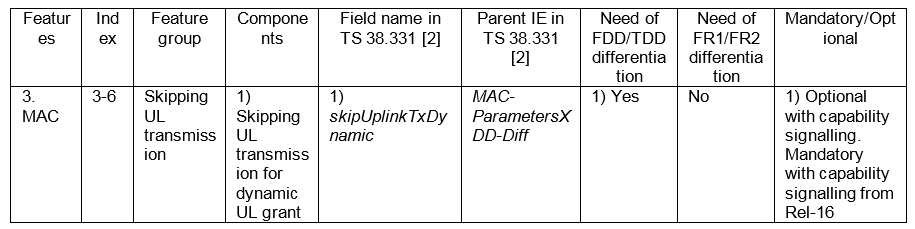 Featur
es
Ind
ex
Feature
group
Compone
nts
Field name in
TS 38.331 [2]
Parent IE in
TS 38.331
[2]
Need of
FDD/TDD
differentia
tion
Need of
FR1/FR2
differentia
tion
Mandatory/Opt
ional
3.
MAC
3-6
Skipping
UL
transmiss
ion
1)
Skipping
UL
transmiss
ion for
dynamic
UL grant
1)
skipUplinkTxDy
namic
MAC-
ParametersX
DD-Diff
1) Yes
No
1) Optional
with capability
signalling.
Mandatory
with capability
signalling from
Rel-16